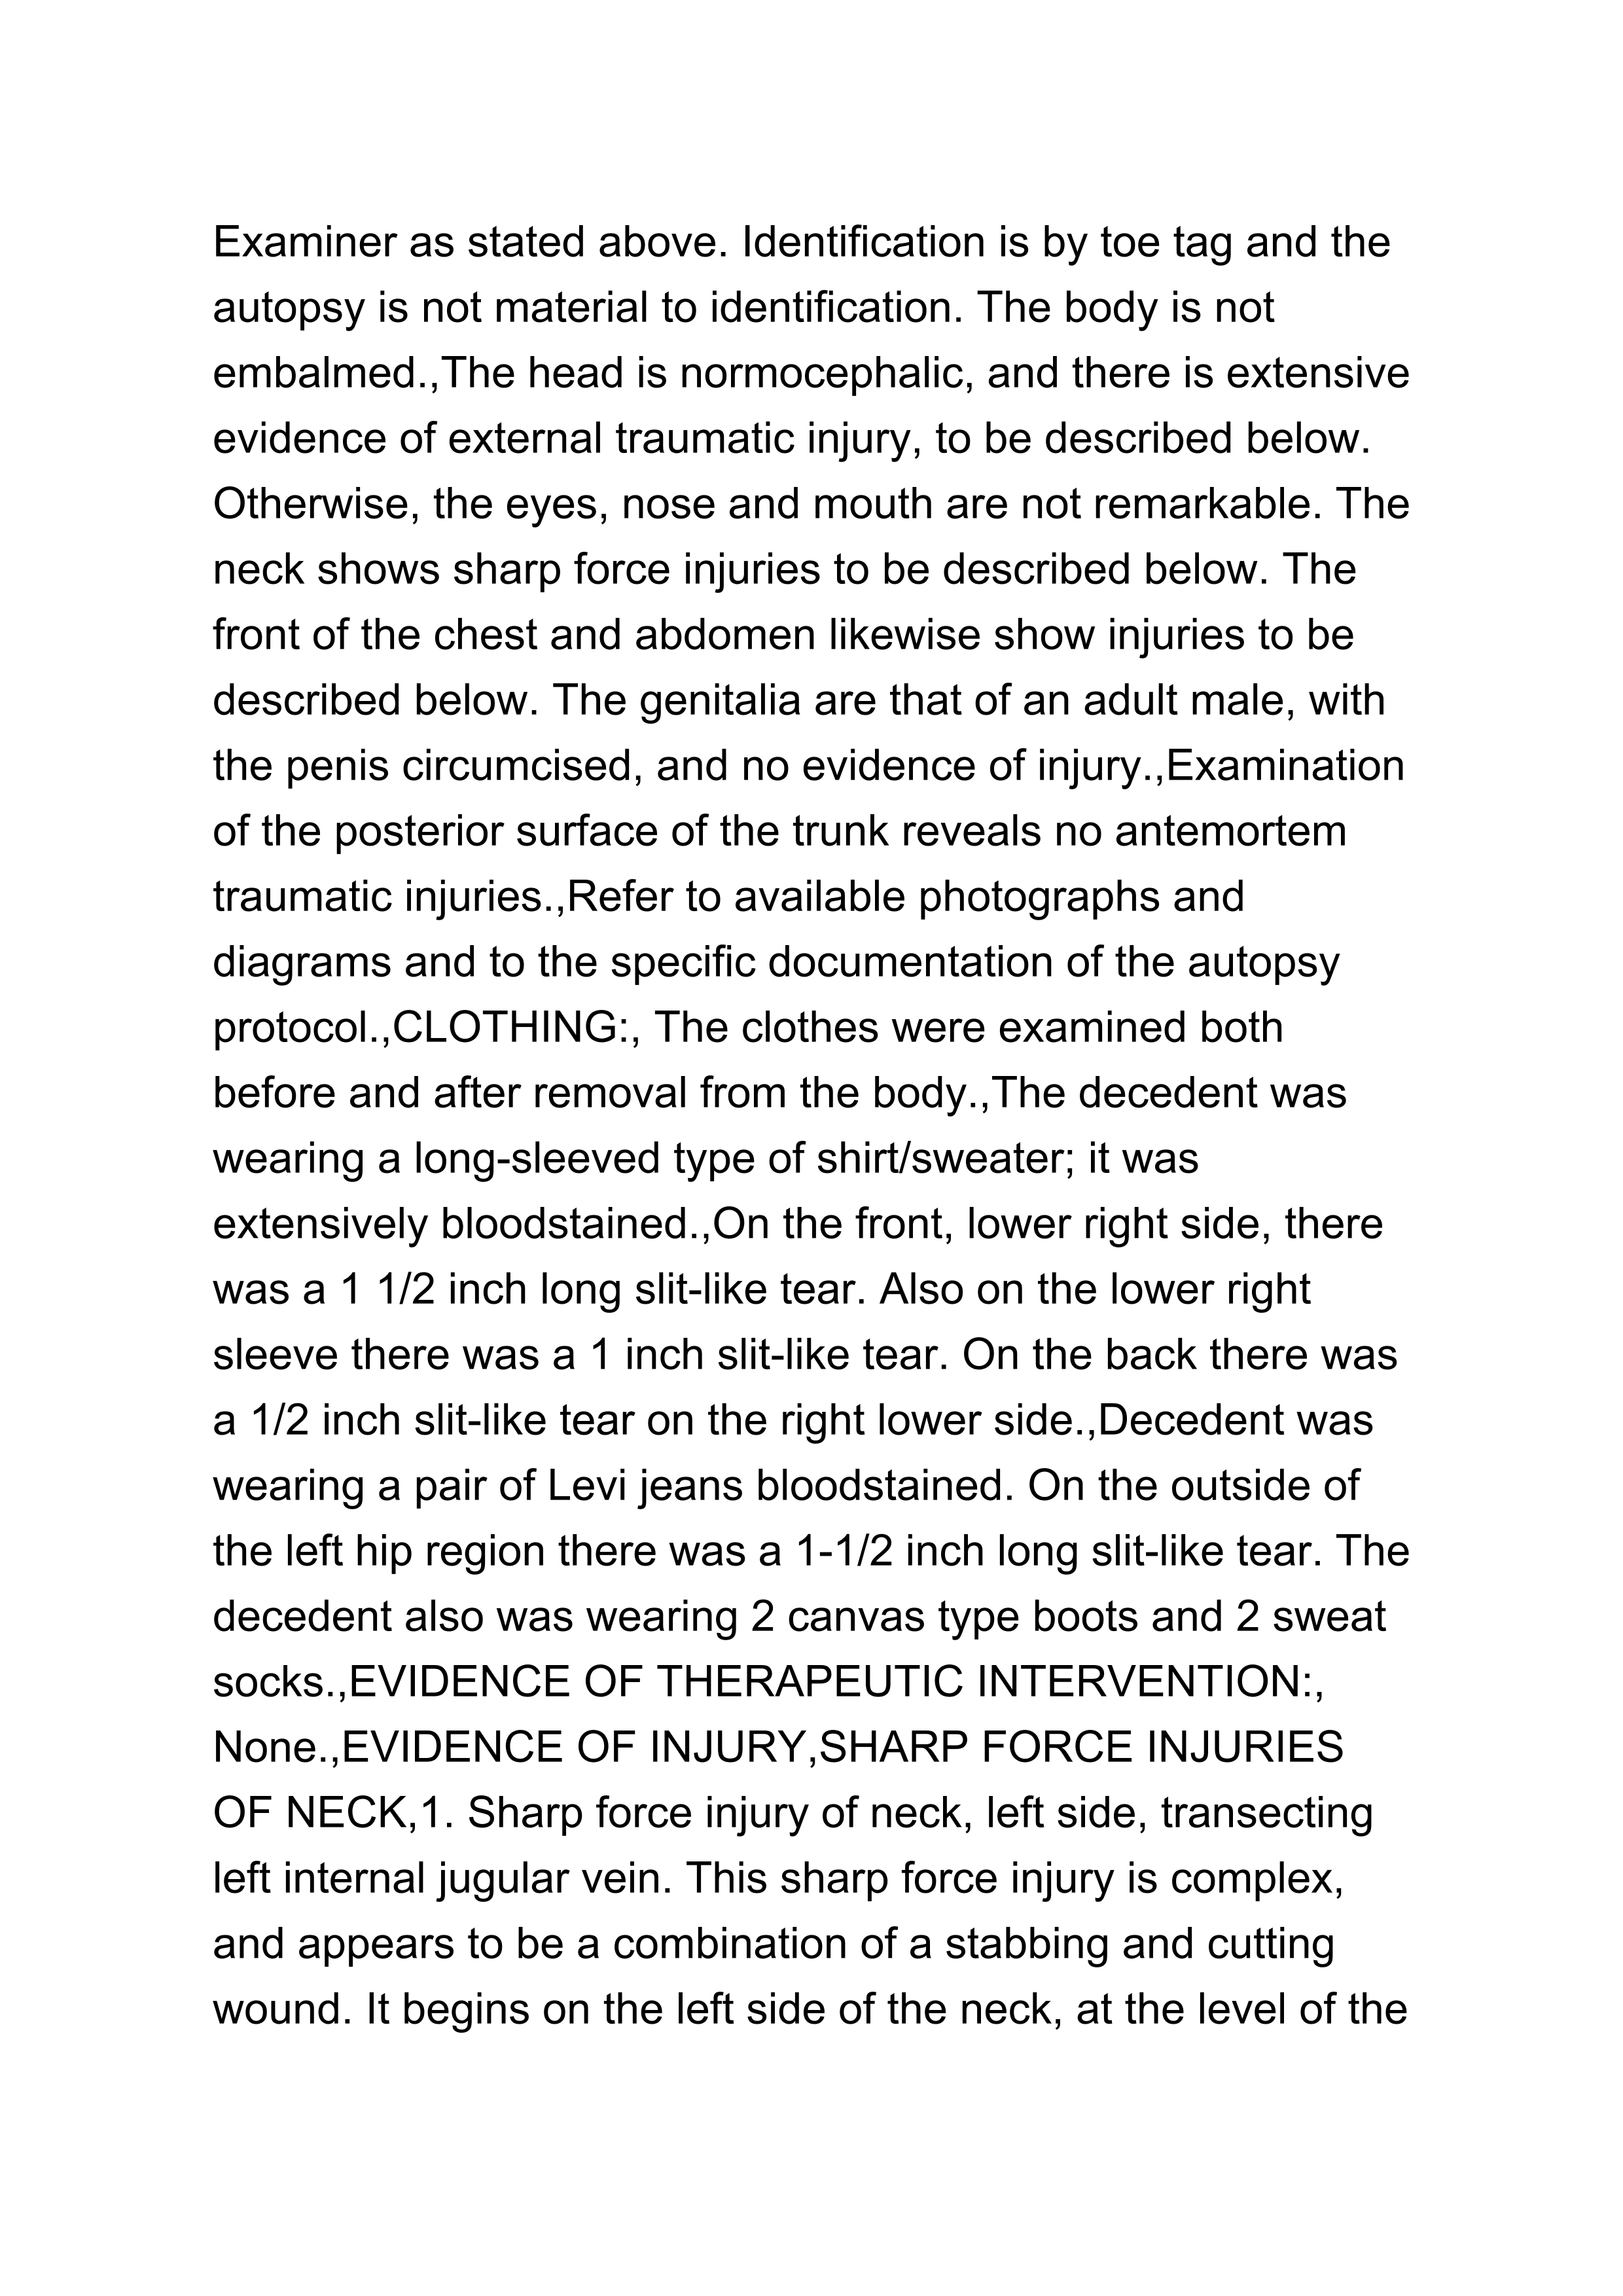 Examiner as stated above. Identification is by toe tag and the
autopsy is not material to identification. The body is not
embalmed.,The head is normocephalic, and there is extensive
evidence of external traumatic injury, to be described below.
Otherwise, the eyes, nose and mouth are not remarkable. The
neck shows sharp force injuries to be described below. The
front of the chest and abdomen likewise show injuries to be
described below. The genitalia are that of an adult male, with
the penis circumcised, and no evidence of injury.,Examination
of the posterior surface of the trunk reveals no antemortem
traumatic injuries.,Refer to available photographs and
diagrams and to the specific documentation of the autopsy
protocol.,CLOTHING:, The clothes were examined both
before and after removal from the body.,The decedent was
wearing a long-sleeved type of shirt/sweater; it was
extensively bloodstained.,On the front, lower right side, there
was a 1 1/2 inch long slit-like tear. Also on the lower right
sleeve there was a 1 inch slit-like tear. On the back there was
a 1/2 inch slit-like tear on the right lower side.,Decedent was
wearing a pair of Levi jeans bloodstained. On the outside of
the left hip region there was a 1-1/2 inch long slit-like tear. The
decedent also was wearing 2 canvas type boots and 2 sweat
socks.,EVIDENCE OF THERAPEUTIC INTERVENTION:,
None.,EVIDENCE OF INJURY,SHARP FORCE INJURIES
OF NECK,1. Sharp force injury of neck, left side, transecting
left internal jugular vein. This sharp force injury is complex,
and appears to be a combination of a stabbing and cutting
wound. It begins on the left side of the neck, at the level of the